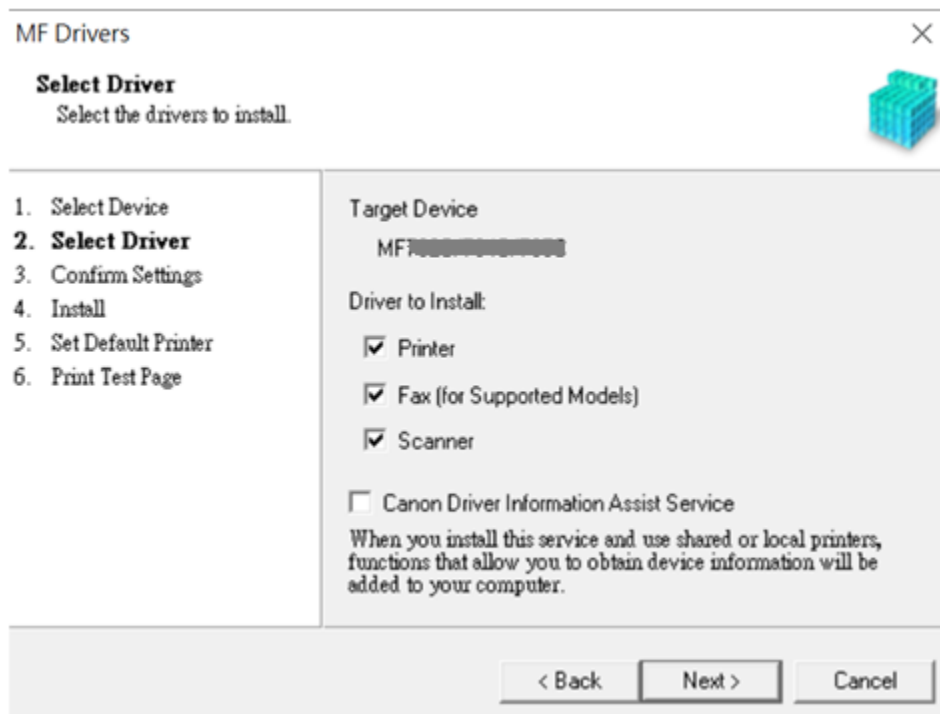 MF Drivers
Select Driver
Select the drivers to install.
1. Select Device
2. Select Driver
3. Confirm Settings
4. Install
5. Set Default Printer
6. Print Test Page
Target Device
Driver to Install:
Printer
Fax (for Supported Models)
Scanner
Canon Driver Information Assist Service
When you install this service and use shared or local printers,
functions that allow you to obtain device information will be
added to your computer.
< Back
Next >
Cancel